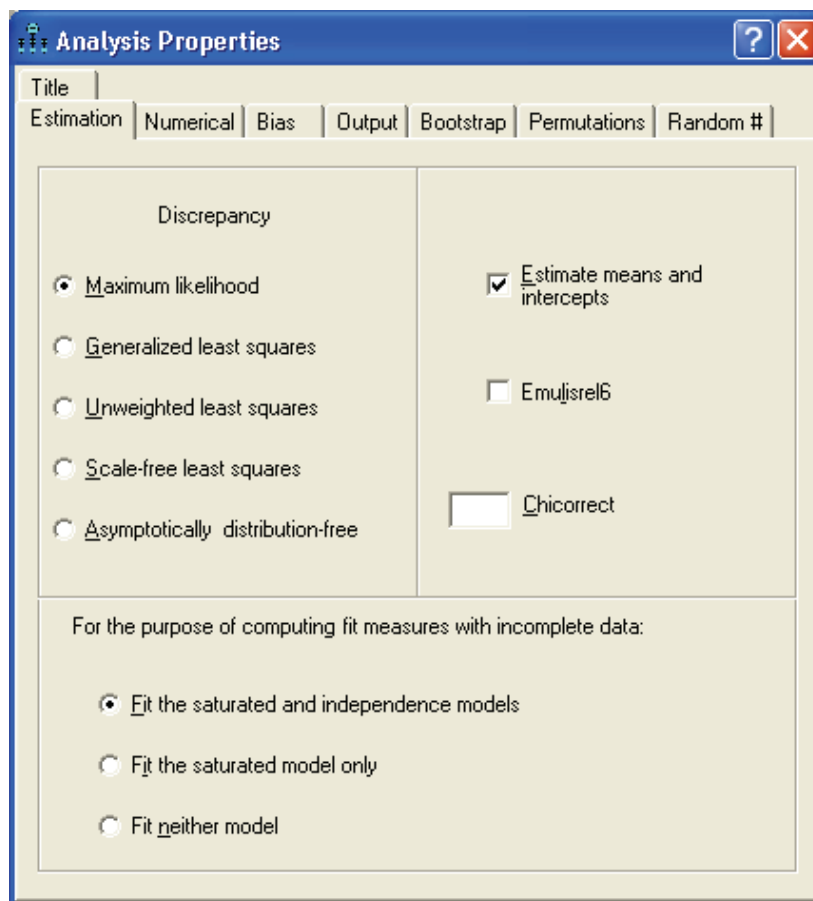 Analysis Properties
Title
Estimation Numerical Bias Output Bootstrap Permutations Random #
Discrepancy
Maximum likelihood
Generalized least squares
Unweighted least squares
Scale-free least squares
Asymptotically distribution-free
Estimate means and
intercepts
Emulisrel6
Chicorrect
For the purpose of computing fit measures with incomplete data:
Fit the saturated and independence models
Fit the saturated model only
Fit neither model